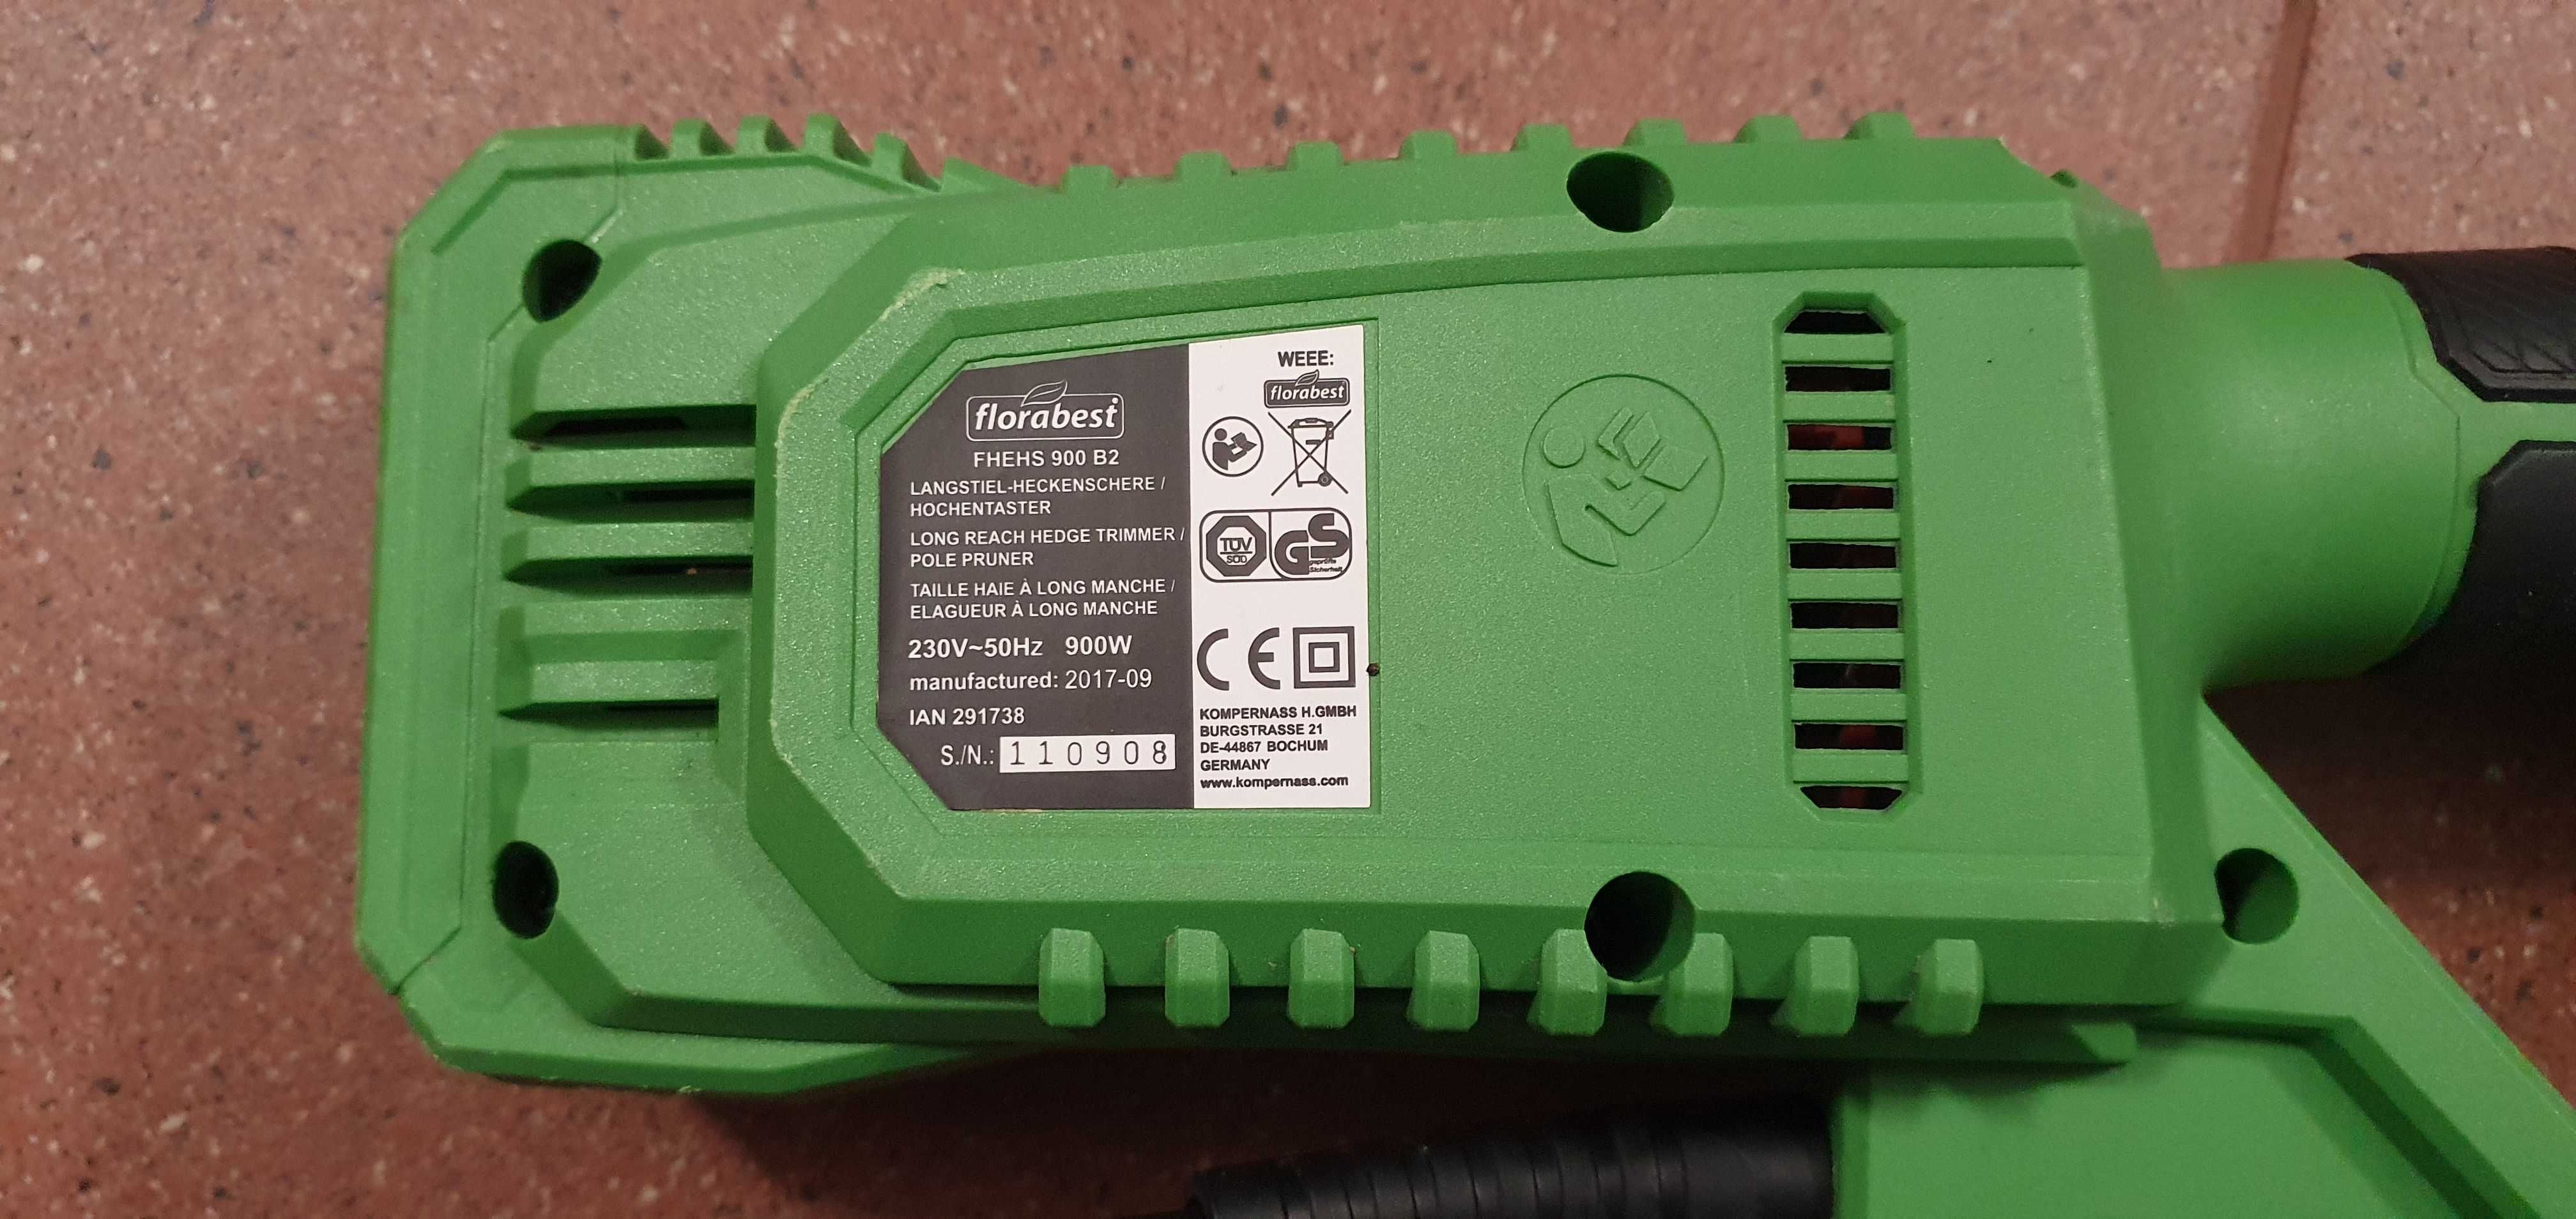 florabest
FHEHS 900 B2
LANGSTIEL-HECKENSCHERE /
HOCHENTASTER
LONG REACH HEDGE TRIMMER /
POLE PRUNER
TAILLE HAIE À LONG MANCHE /
ELAGUEUR À LONG MANCHE
230V~50Hz 900W
manufactured: 2017-09
IAN 291738
S./N.: 110908
WEEE:
florabest
TÜV
SÜD
GS
geprüfte
Sicherheit
CE
KOMPERNASS H.GMBH
BURGSTRASSE 21
DE-44867 BOCHUM
GERMANY
www.kompernass.com